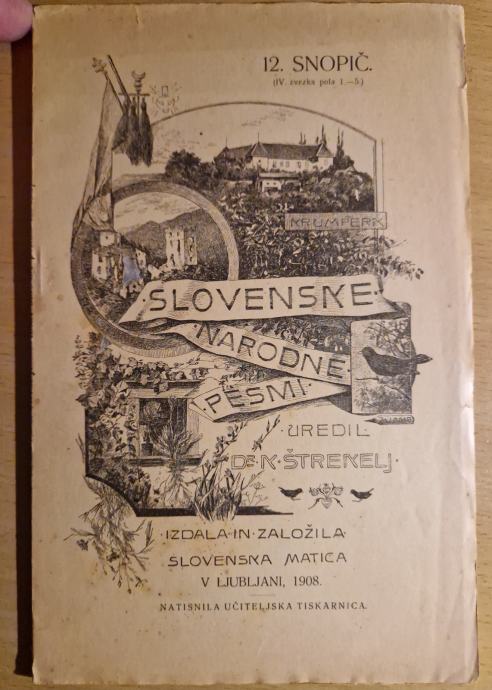 12. SNOPIČ.
(IV. zvezka pola 1.—5.)
KRUMPERK
·SLOVENSKE·
·NARODNE·
·PESMI·
·UREDIL·
DR·K·ŠTREKELJ
·IZDALA·IN·ZALOŽILA·
SLOVENSKA MATICA
V LJUBLJANI, 1908.
NATISNILA UČITELJSKA TISKARNICA.